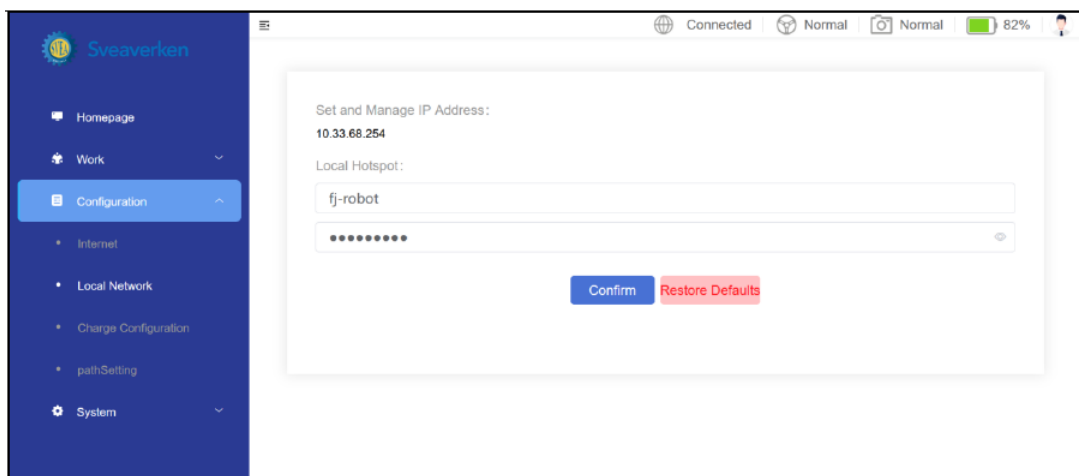 SVEA
Sveaverken
Connected
Normal
Normal
82%
Homepage
Work
Configuration
Internet
Local Network
Charge Configuration
pathSetting
System
Set and Manage IP Address:
10.33.68.254
Local Hotspot:
fj-robot
•••••••••
Confirm
Restore Defaults